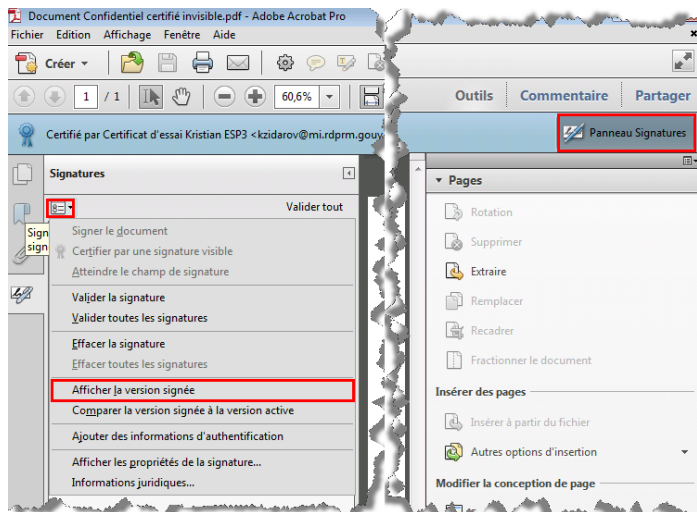 Document Confidentiel certifié invisible.pdf - Adobe Acrobat Pro
Fichier Edition Affichage Fenêtre Aide
Créer
1 / 1 60,6%
Certifié par Certificat d'essai Kristian ESP3 <kzidarov@mi.rdprm.gouv
Signatures
Valider tout
Sign
sign
Signer le document
Certifier par une signature visible
Atteindre le champ de signature
Valider la signature
Valider toutes les signatures
Effacer la signature
Effacer toutes les signatures
Afficher la version signée
Comparer la version signée à la version active
Ajouter des informations d'authentification
Afficher les propriétés de la signature...
Informations juridiques...
x
Outils Commentaire Partager
Panneau Signatures
Pages
Rotation
Supprimer
Extraire
Remplacer
Recadrer
Fractionner le document
Insérer des pages
Insérer à partir du fichier
Autres options d'insertion
Modifier la conception de page